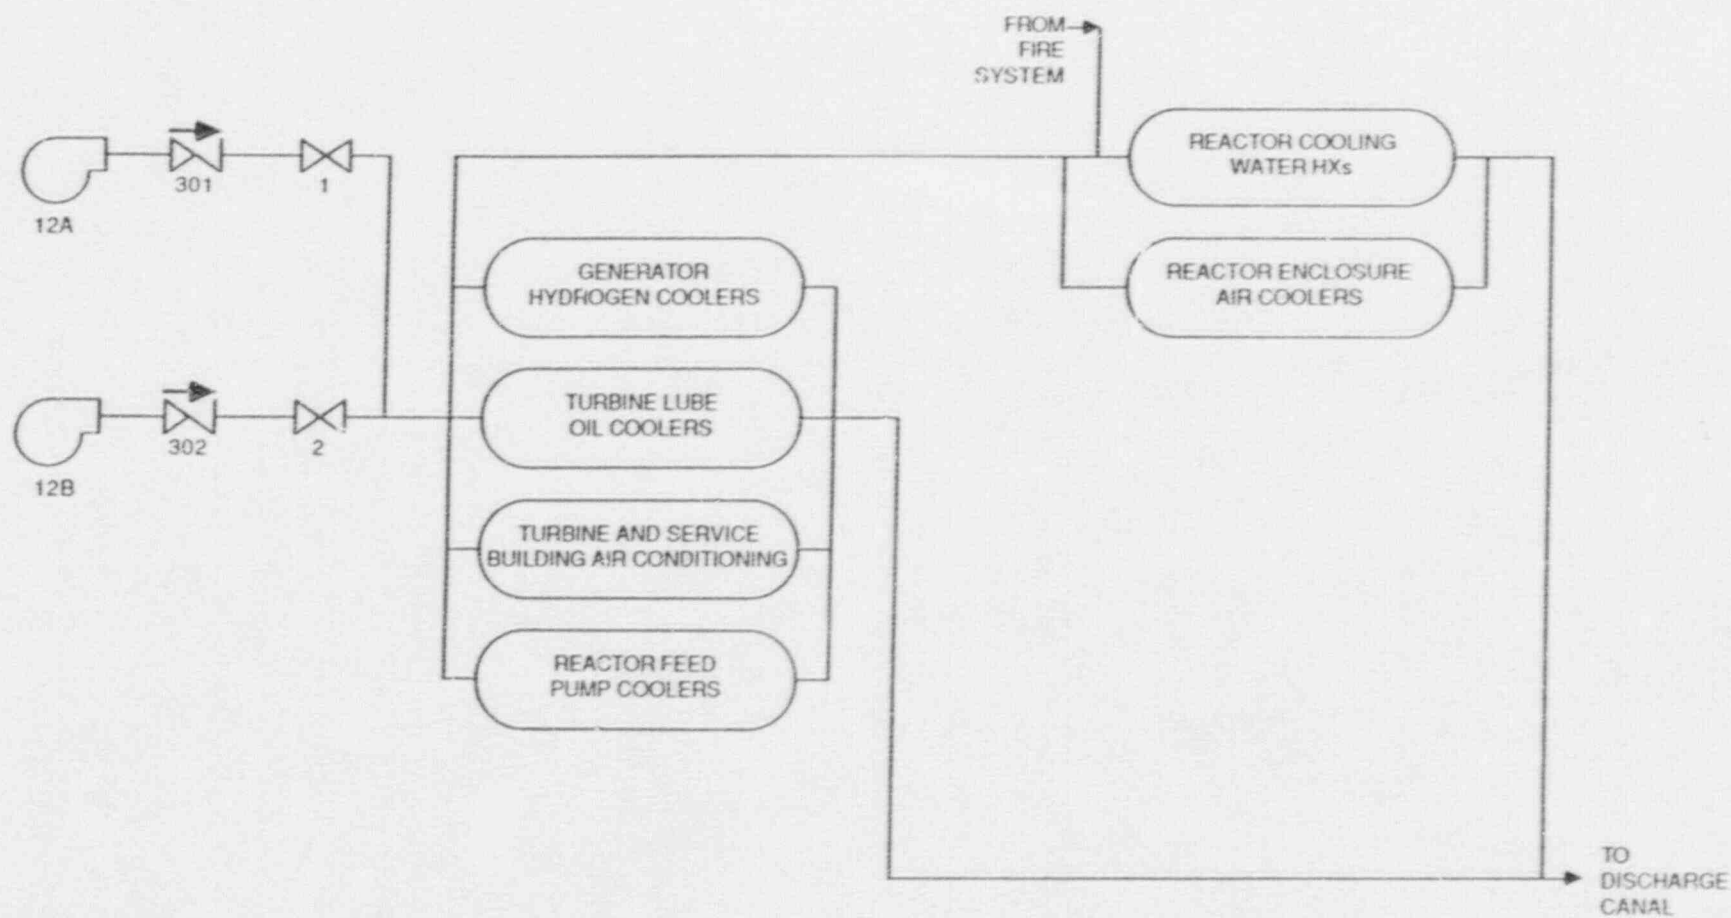 FROM
FIRE
SYSTEM
REACTOR COOLING
WATER HXs
301
1
12A
GENERATOR
HYDROGEN COOLERS
REACTOR ENCLOSURE
AIR COOLERS
TURBINE LUBE
OIL COOLERS
302
2
12B
TURBINE AND SERVICE
BUILDING AIR CONDITIONING
REACTOR FEED
PUMP COOLERS
TO
DISCHARGE
CANAL